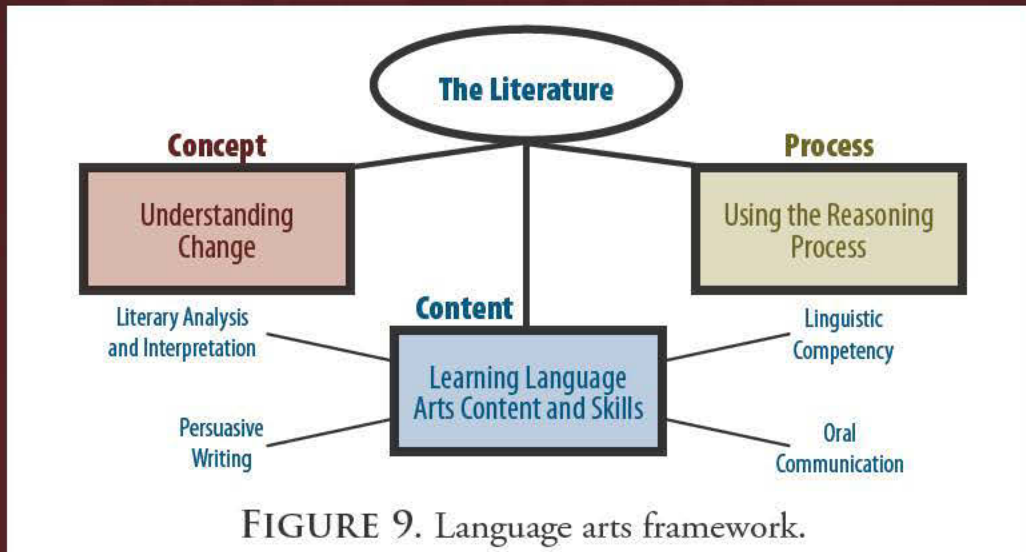 The Literature
Concept
Process
Understanding
Change
Using the Reasoning
Process
Content
Literary Analysis
and Interpretation
Linguistic
Competency
Learning Language
Arts Content and Skills
Persuasive
Writing
Oral
Communication
FIGURE 9. Language arts framework.